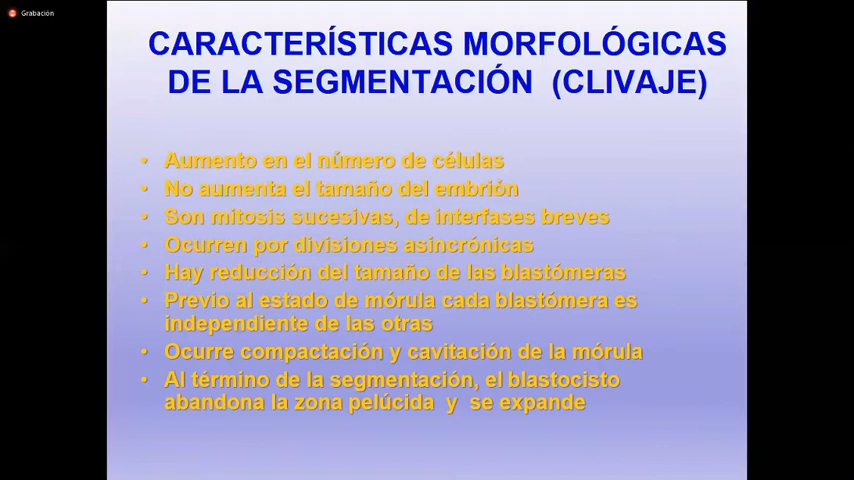 Grabación
CARACTERÍSTICAS MORFOLÓGICAS
DE LA SEGMENTACIÓN (CLIVAJE)
• Aumento en el número de células
• No aumenta el tamaño del embrión
• Son mitosis sucesivas, de interfases breves
• Ocurren por divisiones asincrónicas
• Hay reducción del tamaño de las blastómeras
• Previo al estado de mórula cada blastómera es
independiente de las otras
• Ocurre compactación y cavitación de la mórula
• Al término de la segmentación, el blastocisto
abandona la zona pelúcida y se expande